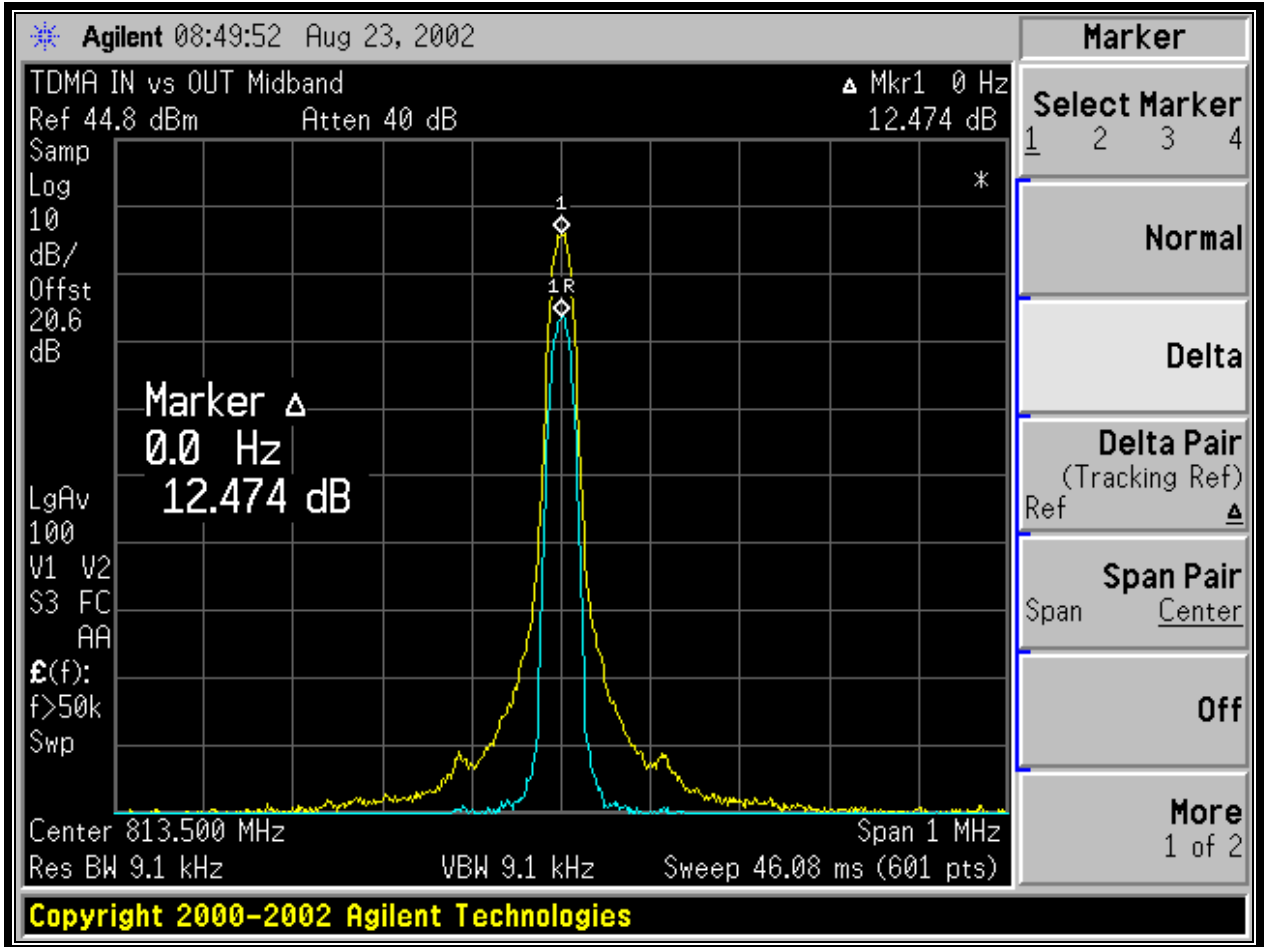 Agilent 08:49:52 Aug 23, 2002
TDMA IN vs OUT Midband
Δ Mkr1 0 Hz
Ref 44.8 dBm Atten 40 dB 12.474 dB
Samp
Log
10
dB/
Offst
20.6
dB
*
1
1R
Marker Δ
0.0 Hz
12.474 dB
LgAv
100
V1 V2
S3 FC
AA
£(f):
f>50k
Swp
Center 813.500 MHz Span 1 MHz
Res BW 9.1 kHz VBW 9.1 kHz Sweep 46.08 ms (601 pts)
Marker
Select Marker
1 2 3 4
Normal
Delta
Delta Pair
(Tracking Ref)
Ref Δ
Span Pair
Span Center
Off
More
1 of 2
Copyright 2000-2002 Agilent Technologies